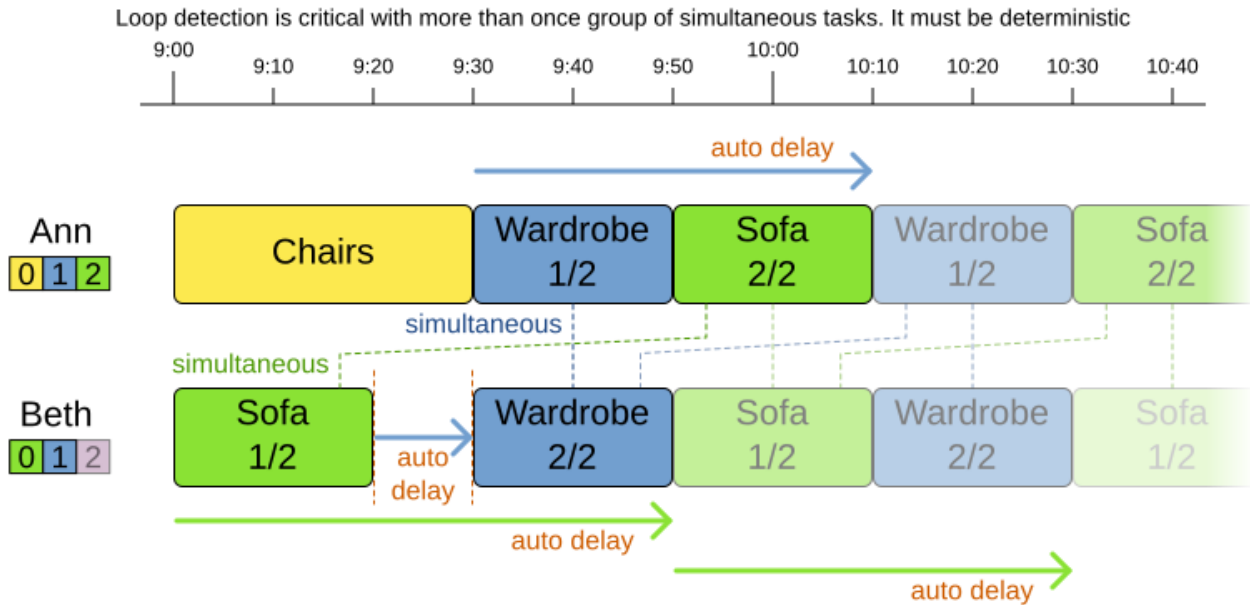 Loop detection is critical with more than once group of simultaneous tasks. It must be deterministic
9:00 10:00
9:10 9:20 9:30 9:40 9:50 10:10 10:20 10:30 10:40
auto delay
Ann
0 1 2
Chairs
Wardrobe
1/2
Sofa
2/2
Wardrobe
1/2
Sofa
2/2
simultaneous
simultaneous
Beth
0 1 2
Sofa
1/2
auto
delay
Wardrobe
2/2
Sofa
1/2
Wardrobe
2/2
Sofa
1/2
auto delay
auto delay